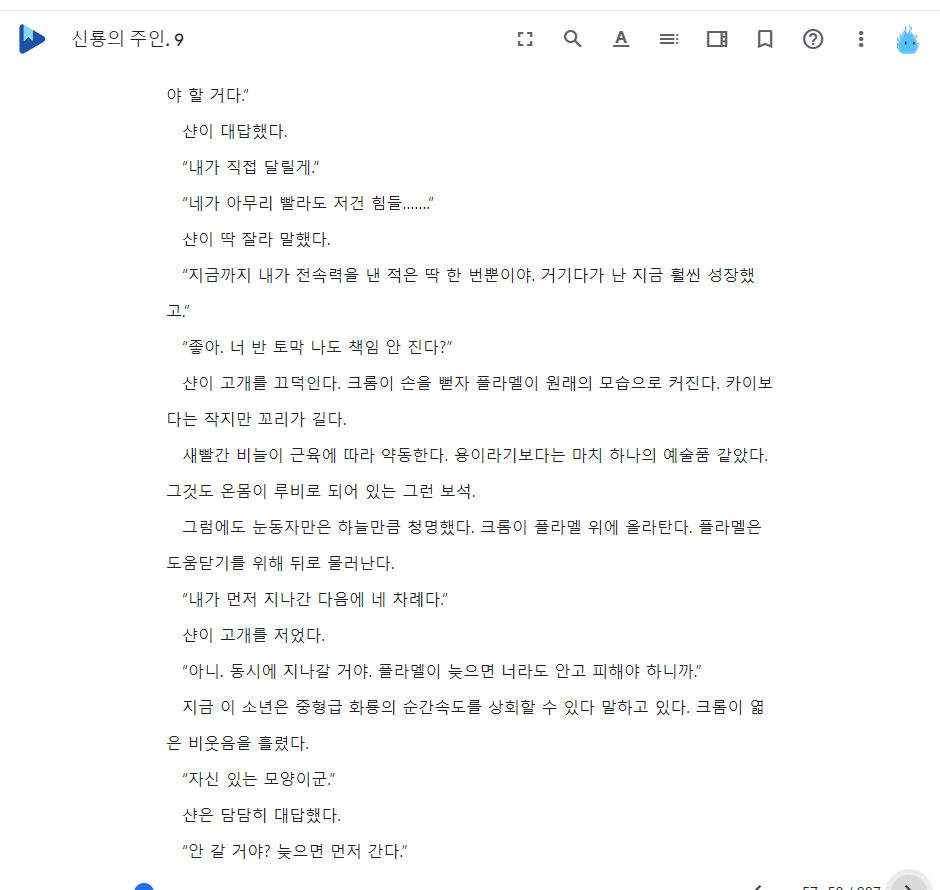 신룡의 주인. 9
야 할 거다.”
샨이 대답했다.
“내가 직접 달릴게.”
“네가 아무리 빨라도 저건 힘들…….”
샨이 딱 잘라 말했다.
“지금까지 내가 전속력을 낸 적은 딱 한 번뿐이야. 거기다가 난 지금 훨씬 성장했
고.”
“좋아. 너 반 토막 나도 책임 안 진다?”
샨이 고개를 끄덕인다. 크롬이 손을 뻗자 플라멜이 원래의 모습으로 커진다. 카이보
다는 작지만 꼬리가 길다.
새빨간 비늘이 근육에 따라 약동한다. 용이라기보다는 마치 하나의 예술품 같았다.
그것도 온몸이 루비로 되어 있는 그런 보석.
그럼에도 눈동자만은 하늘만큼 청명했다. 크롬이 플라멜 위에 올라탄다. 플라멜은
도움닫기를 위해 뒤로 물러난다.
“내가 먼저 지나간 다음에 네 차례다.”
샨이 고개를 저었다.
“아니. 동시에 지나갈 거야. 플라멜이 늦으면 너라도 안고 피해야 하니까.”
지금 이 소년은 중형급 화룡의 순간속도를 상회할 수 있다 말하고 있다. 크롬이 엷
은 비웃음을 흘렸다.
“자신 있는 모양이군.”
샨은 담담히 대답했다.
“안 갈 거야? 늦으면 먼저 간다.”